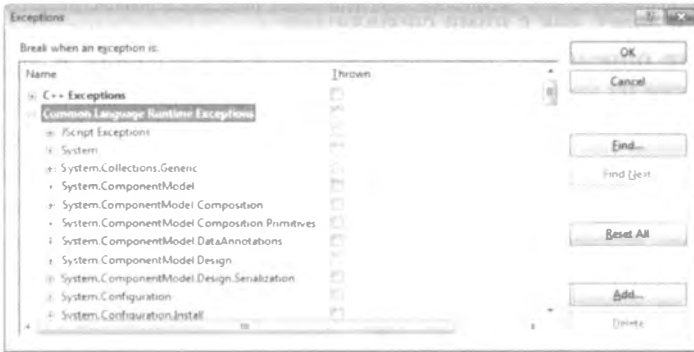 Exceptions
Break when an exception is:
Name Thrown
C++ Exceptions
Common Language Runtime Exceptions
JScript Exceptions
System
System.Collections.Generic
System.ComponentModel
System.ComponentModel.Composition
System.ComponentModel.Composition.Primitives
System.ComponentModel.DataAnnotations
System.ComponentModel.Design
System.ComponentModel.Design.Serialization
System.Configuration
System.Configuration.Install
OK
Cancel
Find...
Find Next
Reset All
Add...
Delete